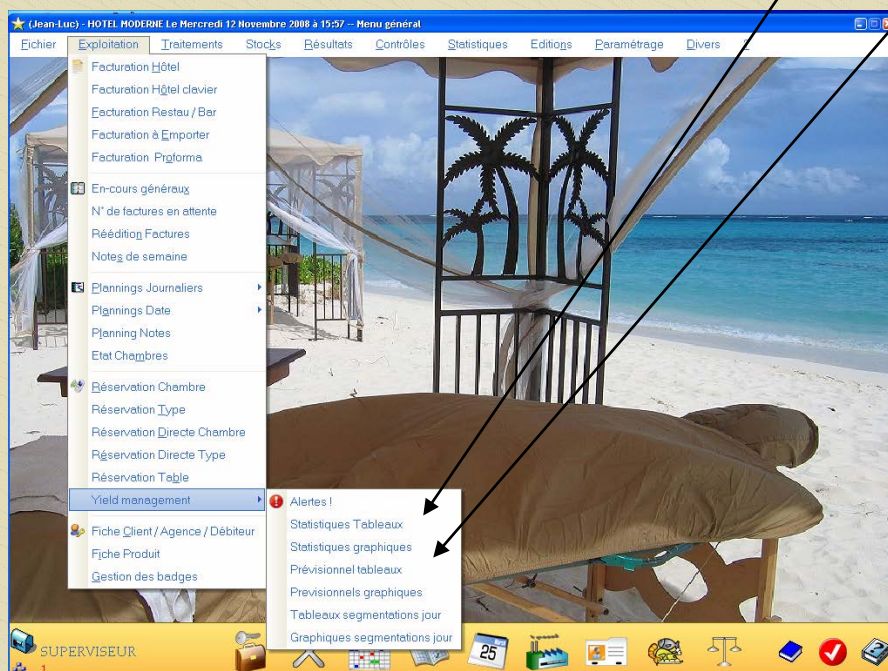 (Jean-Luc) - HOTEL MODERNE Le Mercredi 12 Novembre 2008 à 15:57 -- Menu général
Fichier Exploitation Traitements Stocks Résultats Contrôles Statistiques Editions Paramétrage Divers
Facturation Hôtel
Facturation Hôtel clavier
Facturation Restau / Bar
Facturation à Emporter
Facturation Proforma
En-cours généraux
N° de factures en attente
Réédition Factures
Notes de semaine
Plannings Journaliers
Plannings Date
Planning Notes
Etat Chambres
Réservation Chambre
Réservation Type
Réservation Directe Chambre
Réservation Directe Type
Réservation Table
Yield management
Fiche Client / Agence / Débiteur
Fiche Produit
Gestion des badges
Alertes !
Statistiques Tableaux
Statistiques graphiques
Prévisionnel tableaux
Previsionnels graphiques
Tableaux segmentations jour
Graphiques segmentations jour
SUPERVISEUR
1
25